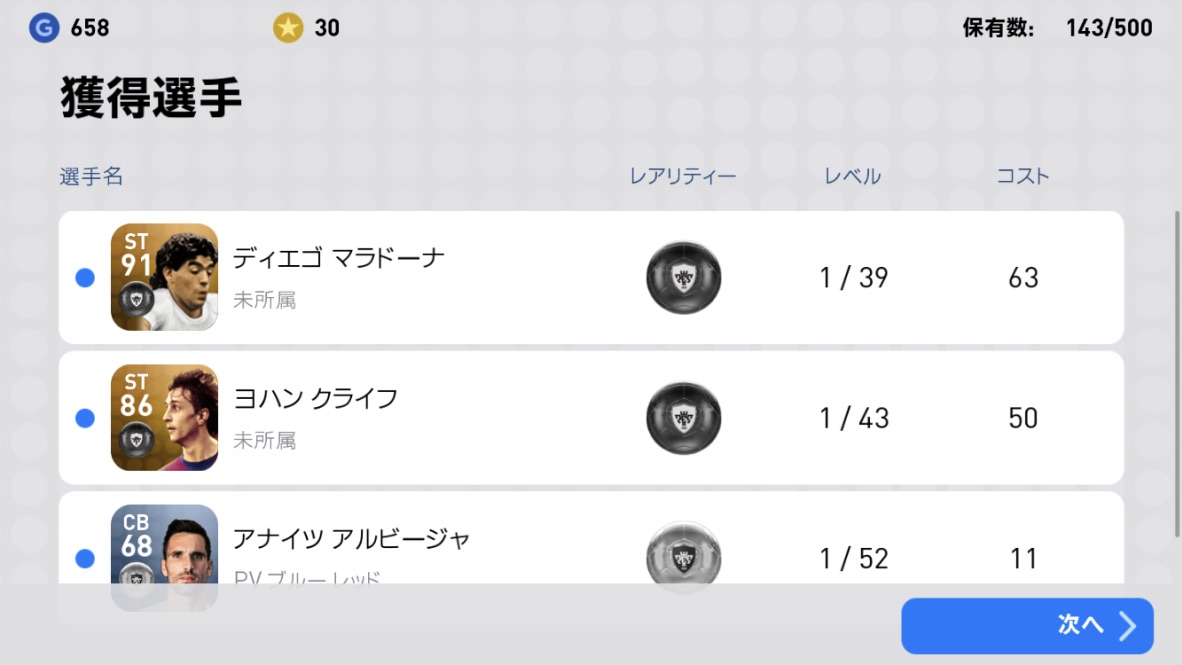 G 658
30
保有数: 143/500
獲得選手
選手名 レアリティー レベル コスト
ST
91
ディエゴ マラドーナ
未所属
1 / 39
63
ST
86
ヨハン クライフ
未所属
1 / 43
50
CB
68
アナイツ アルビージャ
PV ブルー レッド
1 / 52
11
次へ